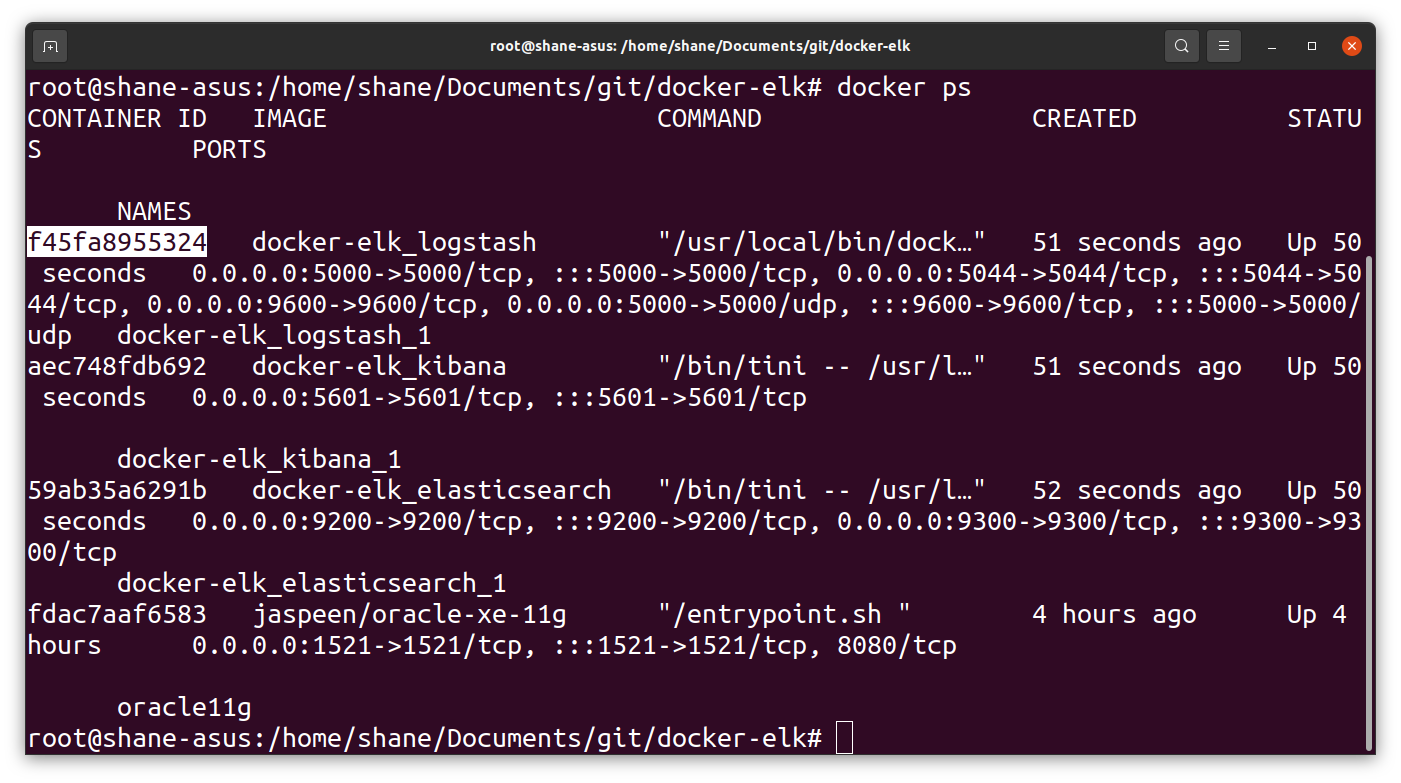 root@shane-asus: /home/shane/Documents/git/docker-elk
root@shane-asus:/home/shane/Documents/git/docker-elk# docker ps
CONTAINER ID   IMAGE                      COMMAND                  CREATED          STATU
S          PORTS
      NAMES
f45fa8955324   docker-elk_logstash        "/usr/local/bin/dock…"   51 seconds ago   Up 50
 seconds   0.0.0.0:5000->5000/tcp, :::5000->5000/tcp, 0.0.0.0:5044->5044/tcp, :::5044->50
44/tcp, 0.0.0.0:9600->9600/tcp, 0.0.0.0:5000->5000/udp, :::9600->9600/tcp, :::5000->5000/
udp   docker-elk_logstash_1
aec748fdb692   docker-elk_kibana          "/bin/tini -- /usr/l…"   51 seconds ago   Up 50
 seconds   0.0.0.0:5601->5601/tcp, :::5601->5601/tcp
      docker-elk_kibana_1
59ab35a6291b   docker-elk_elasticsearch   "/bin/tini -- /usr/l…"   52 seconds ago   Up 50
 seconds   0.0.0.0:9200->9200/tcp, :::9200->9200/tcp, 0.0.0.0:9300->9300/tcp, :::9300->93
00/tcp
      docker-elk_elasticsearch_1
fdac7aaf6583   jaspeen/oracle-xe-11g      "/entrypoint.sh "        4 hours ago      Up 4
hours      0.0.0.0:1521->1521/tcp, :::1521->1521/tcp, 8080/tcp
      oracle11g
root@shane-asus:/home/shane/Documents/git/docker-elk#